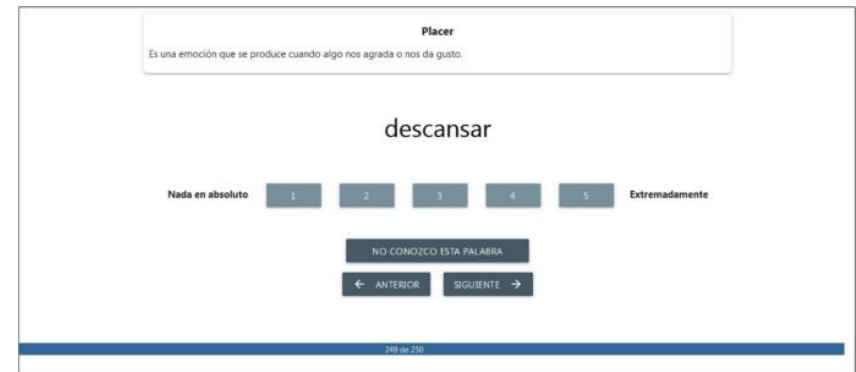 Placer
Es una emoción que se produce cuando algo nos agrada o nos da gusto.
descansar
Nada en absoluto 1 2 3 4 5 Extremadamente
NO CONOZCO ESTA PALABRA
← ANTERIOR SIGUIENTE →
249 de 250